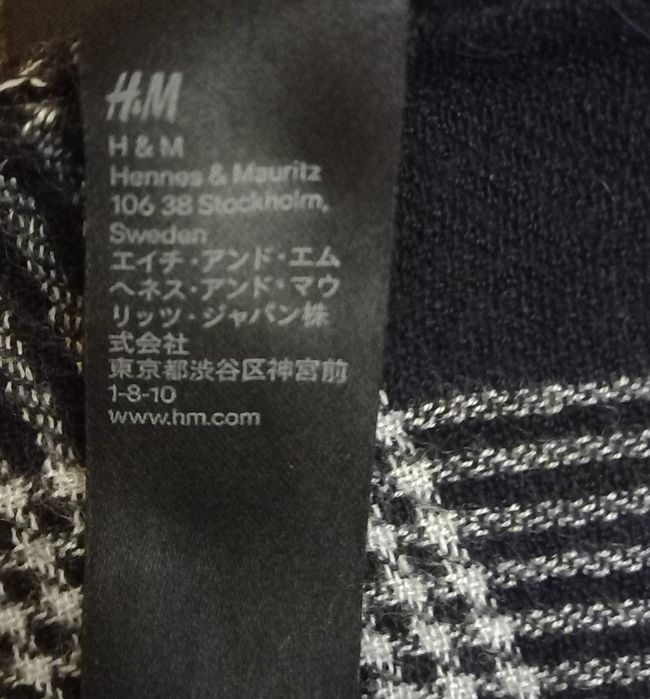 H&M
H & M
Hennes & Mauritz
106 38 Stockholm,
Sweden
エイチ・アンド・エム
ヘネス・アンド・マウ
リッツ・ジャパン株
式会社
東京都渋谷区神宮前
1-8-10
www.hm.com